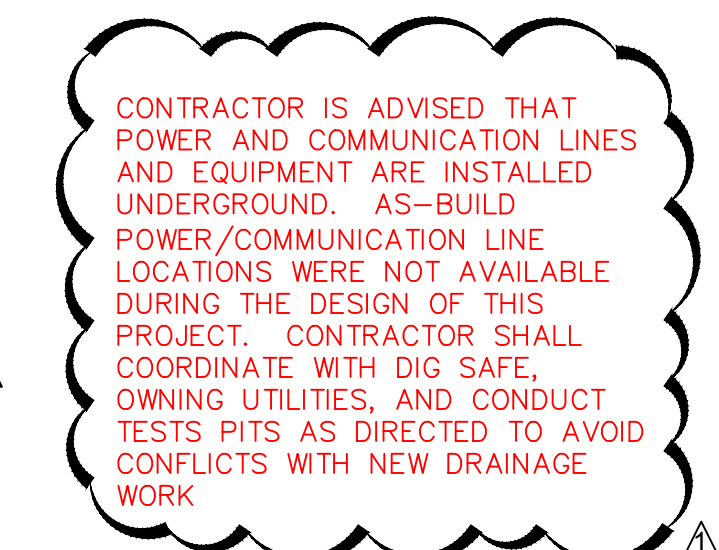 CONTRACTOR IS ADVISED THAT
POWER AND COMMUNICATION LINES
AND EQUIPMENT ARE INSTALLED
UNDERGROUND. AS-BUILD
POWER/COMMUNICATION LINE
LOCATIONS WERE NOT AVAILABLE
DURING THE DESIGN OF THIS
PROJECT. CONTRACTOR SHALL
COORDINATE WITH DIG SAFE,
OWNING UTILITIES, AND CONDUCT
TESTS PITS AS DIRECTED TO AVOID
CONFLICTS WITH NEW DRAINAGE
WORK
1